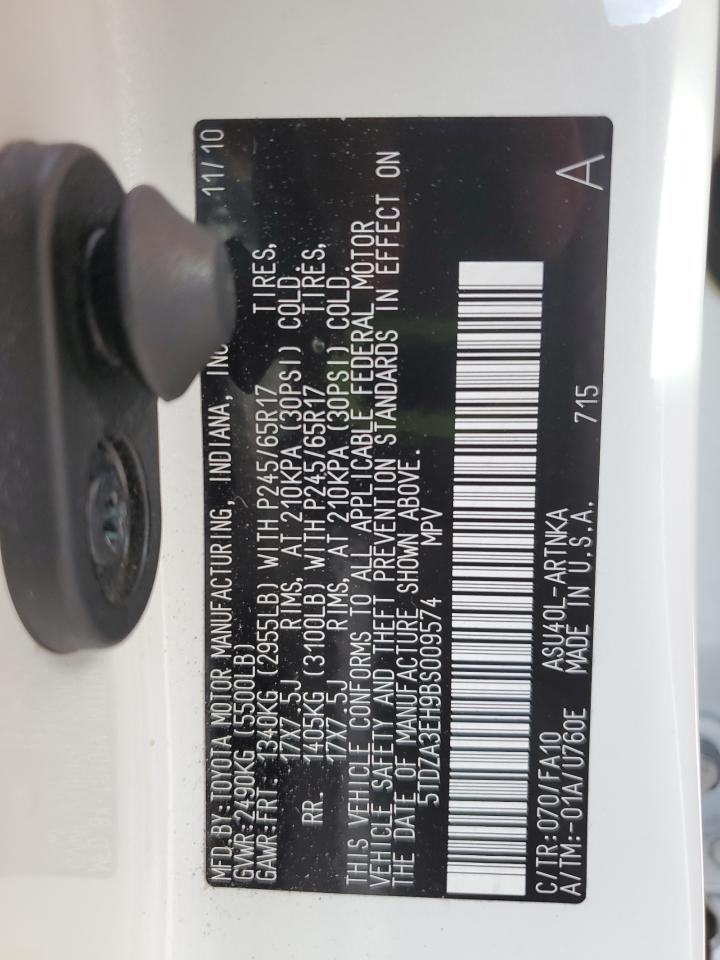 MFD.BY:TOYOTA MOTOR MANUFACTURING, INDIANA, INC 11/10
GVWR:2490KG (5500LB)
GAWR:FRT. 1340KG (2955LB) WITH P245/65R17 TIRES,
17X7.5J RIMS, AT 210KPA (30PSI) COLD.
RR. 1405KG (3100LB) WITH P245/65R17 TIRES,
17X7.5J RIMS, AT 210KPA (30PSI) COLD.
THIS VEHICLE CONFORMS TO ALL APPLICABLE FEDERAL MOTOR
VEHICLE SAFETY AND THEFT PREVENTION STANDARDS IN EFFECT ON
THE DATE OF MANUFACTURE SHOWN ABOVE.
5TDZA3EH9BS009574 MPV
C/TR:070/FA10 ASU40L-ARTNKA 715 A
A/TM:-01A/U760E MADE IN U.S.A.